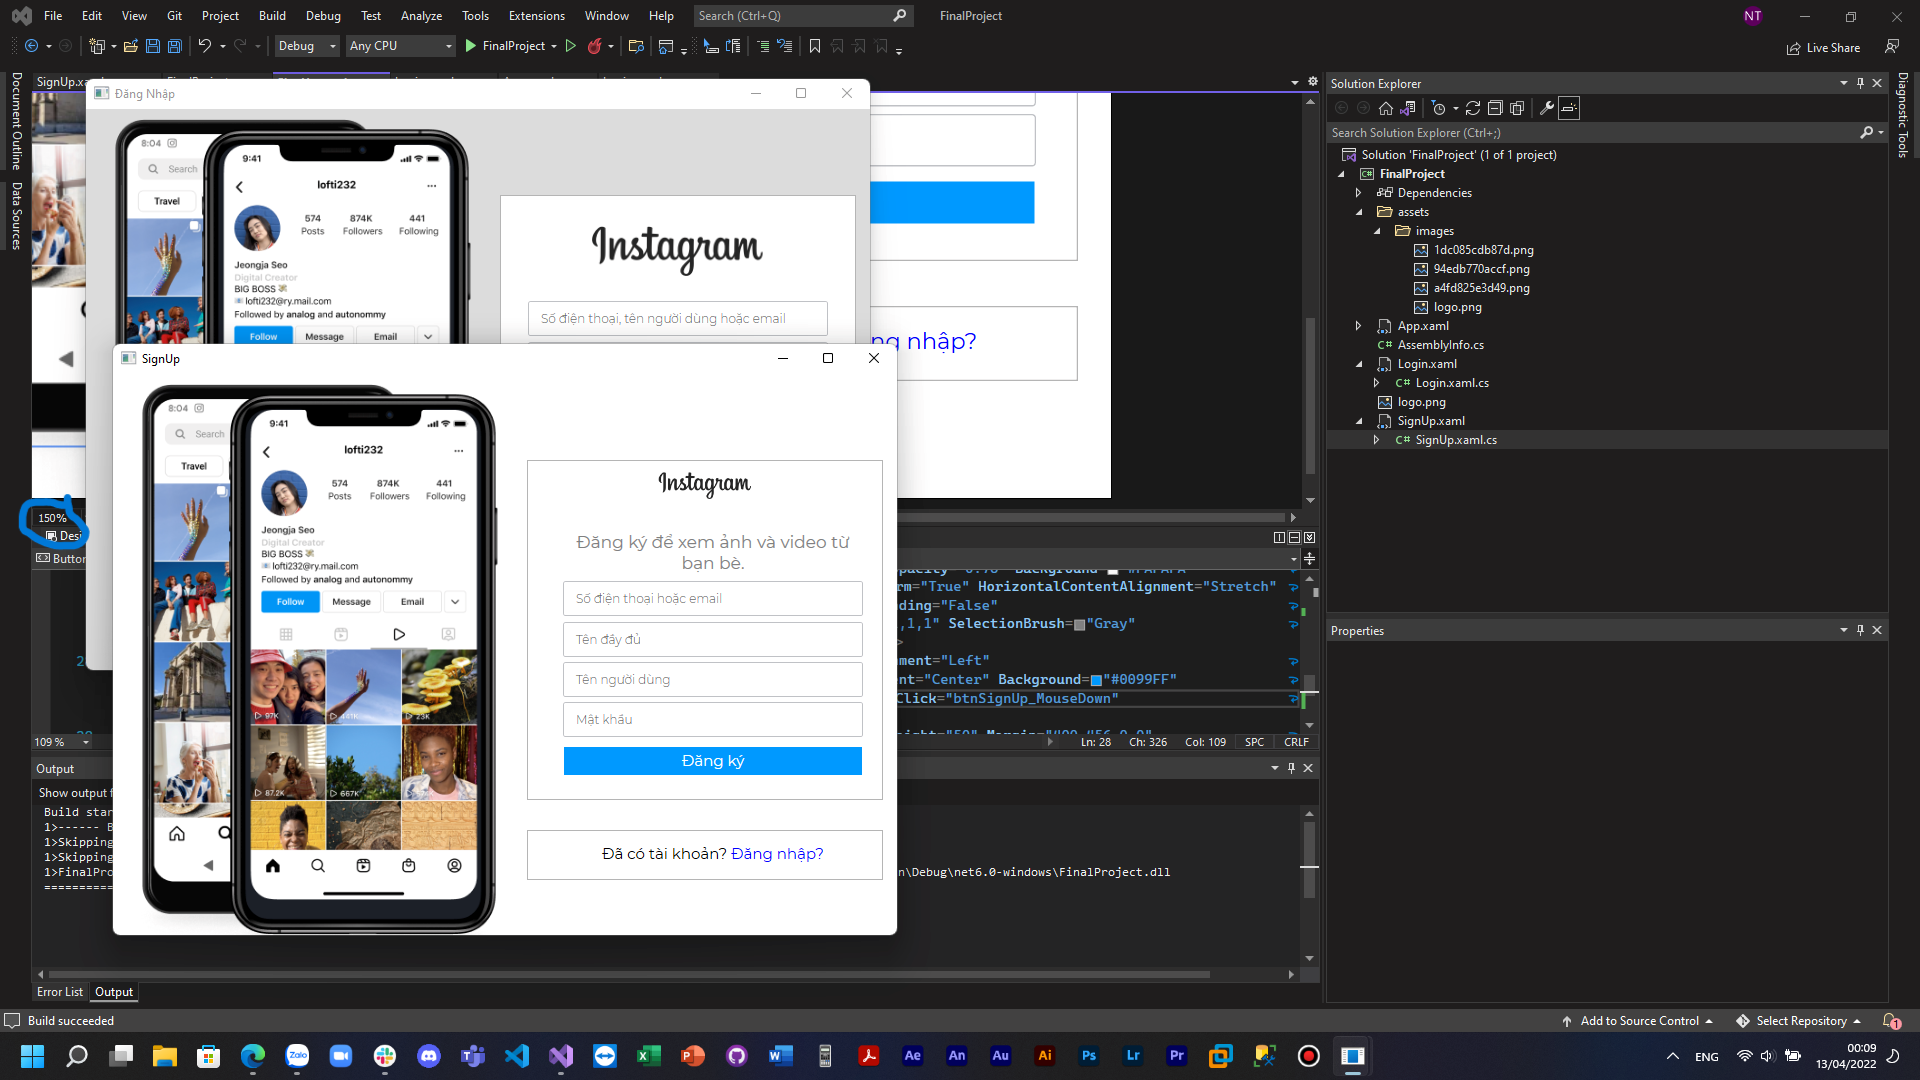 File Edit View Git Project Build Debug Test Analyze Tools Extensions Window Help Search (Ctrl+Q) FinalProject NT
Debug Any CPU FinalProject Live Share
SignUp.xa
Đăng Nhập
Document Outline
Data Sources
8:04
Search
Travel
9:41
lofti232
574 874K 441
Posts Followers Following
Jeongja Seo
Digital Creator
BIG BOSS
lofti232@ry.mail.com
Followed by analog and autonommy
Follow Message Email
Instagram
Số điện thoại, tên người dùng hoặc email
ng nhập?
SignUp
8:04
Search
Travel
9:41
lofti232
574 874K 441
Posts Followers Following
Jeongja Seo
Digital Creator
BIG BOSS
lofti232@ry.mail.com
Followed by analog and autonommy
Follow Message Email
97K 441K 23K
87.2K 667K
Instagram
Đăng ký để xem ảnh và video từ
bạn bè.
Số điện thoại hoặc email
Tên đầy đủ
Tên người dùng
Mật khẩu
Đăng ký
Đã có tài khoản? Đăng nhập?
150%
Desi
Button
rm="True" HorizontalContentAlignment="Stretch"
ding="False"
,1,1" SelectionBrush="Gray"
>
ment="Left"
ent="Center" Background="#0099FF"
Click="btnSignUp_MouseDown"
109 %
Ln: 28 Ch: 326 Col: 109 SPC CRLF
Output
Show output f
Build star
1>------ B
1>Skipping
1>Skipping
1>FinalPro
n\Debug\net6.0-windows\FinalProject.dll
==========
Error List Output
Solution Explorer
Search Solution Explorer (Ctrl+;)
Solution 'FinalProject' (1 of 1 project)
FinalProject
Dependencies
assets
images
1dc085cdb87d.png
94edb770accf.png
a4fd825e3d49.png
logo.png
App.xaml
AssemblyInfo.cs
Login.xaml
Login.xaml.cs
logo.png
SignUp.xaml
SignUp.xaml.cs
Properties
Diagnostic Tools
Build succeeded
Add to Source Control Select Repository 1
Zalo Ae An Au Ai Ps Lr Pr
ENG
00:09
13/04/2022